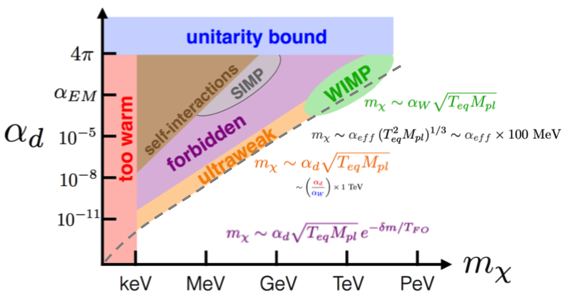 unitarity bound
4π
α_EM
α_d
10⁻⁵
10⁻⁸
10⁻¹¹
too warm
self-interactions
SIMP
WIMP
forbidden
ultraweak
m_χ ∼ α_W √(T_eq M_pl)
m_χ ∼ α_eff (T²_eq M_pl)^{1/3} ∼ α_eff × 100 MeV
m_χ ∼ α_d √(T_eq M_pl)
∼ (α_d/α_W) × 1 TeV
m_χ ∼ α_d √(T_eq M_pl) e^{−δm/T_FO}
keV MeV GeV TeV PeV
m_χ